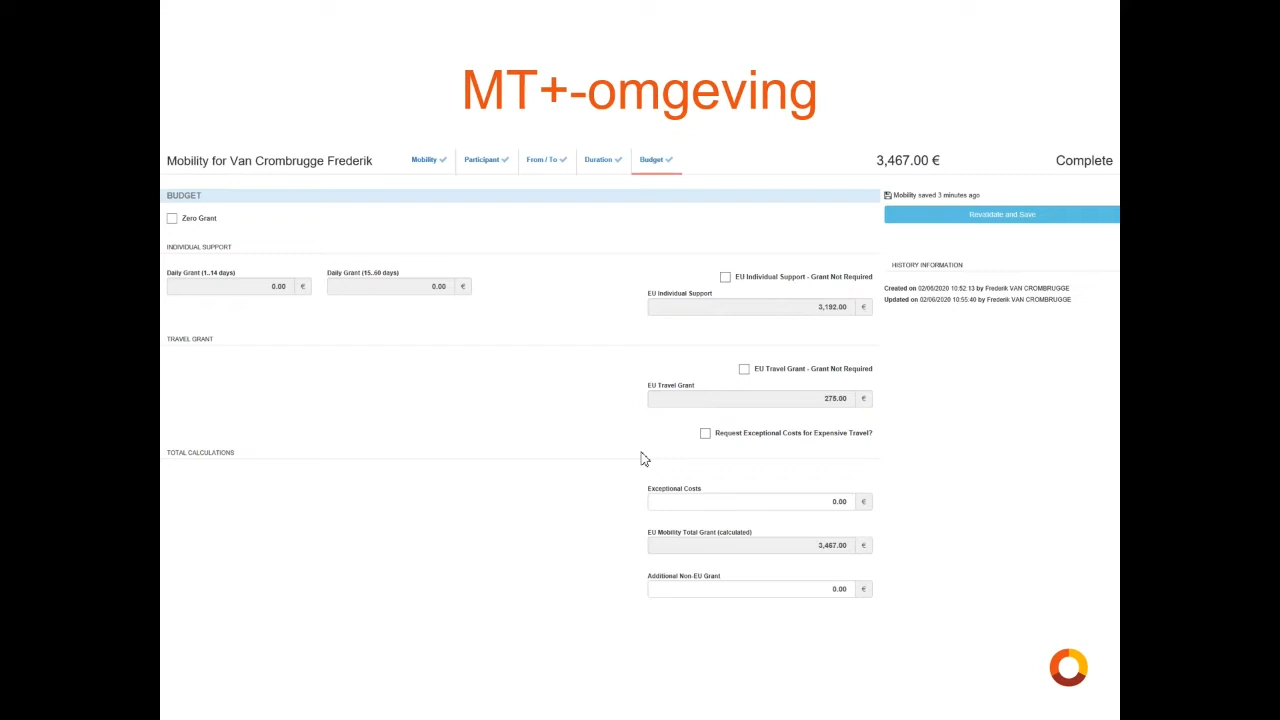 MT+-omgeving
Mobility for Van Crombrugge Frederik
Mobility
Participant
From / To
Duration
Budget
3,467.00 €
Complete
BUDGET
Mobility saved 3 minutes ago
Zero Grant
Revalidate and Save
INDIVIDUAL SUPPORT
HISTORY INFORMATION
Daily Grant (1..14 days)
Daily Grant (15..60 days)
EU Individual Support - Grant Not Required
0.00 €
0.00 €
Created on 02/06/2020 10:52:13 by Frederik VAN CROMBRUGGE
EU Individual Support
Updated on 02/06/2020 10:55:40 by Frederik VAN CROMBRUGGE
3,192.00 €
TRAVEL GRANT
EU Travel Grant - Grant Not Required
EU Travel Grant
275.00 €
Request Exceptional Costs for Expensive Travel?
TOTAL CALCULATIONS
Exceptional Costs
0.00 €
EU Mobility Total Grant (calculated)
3,467.00 €
Additional Non-EU Grant
0.00 €